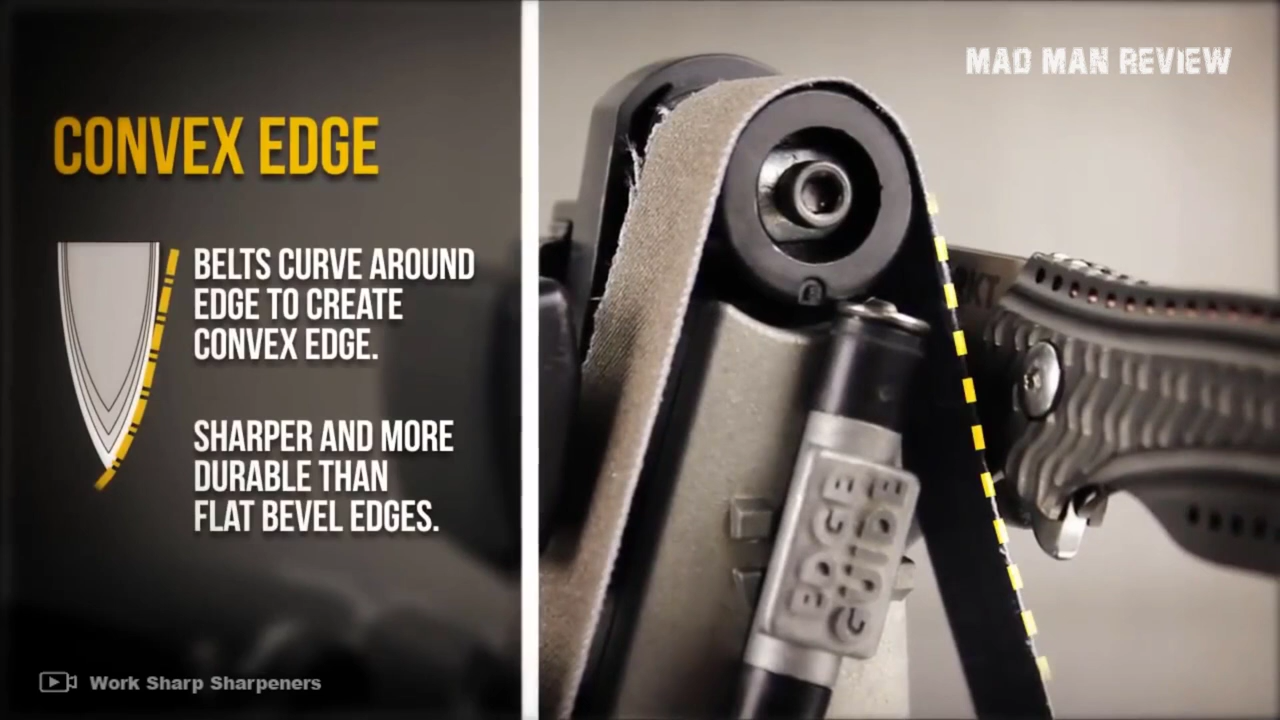 MAD MAN REVIEW
CONVEX EDGE
BELTS CURVE AROUND
EDGE TO CREATE
CONVEX EDGE.
SHARPER AND MORE
DURABLE THAN
FLAT BEVEL EDGES.
EDGE
GUIDE
Work Sharp Sharpeners